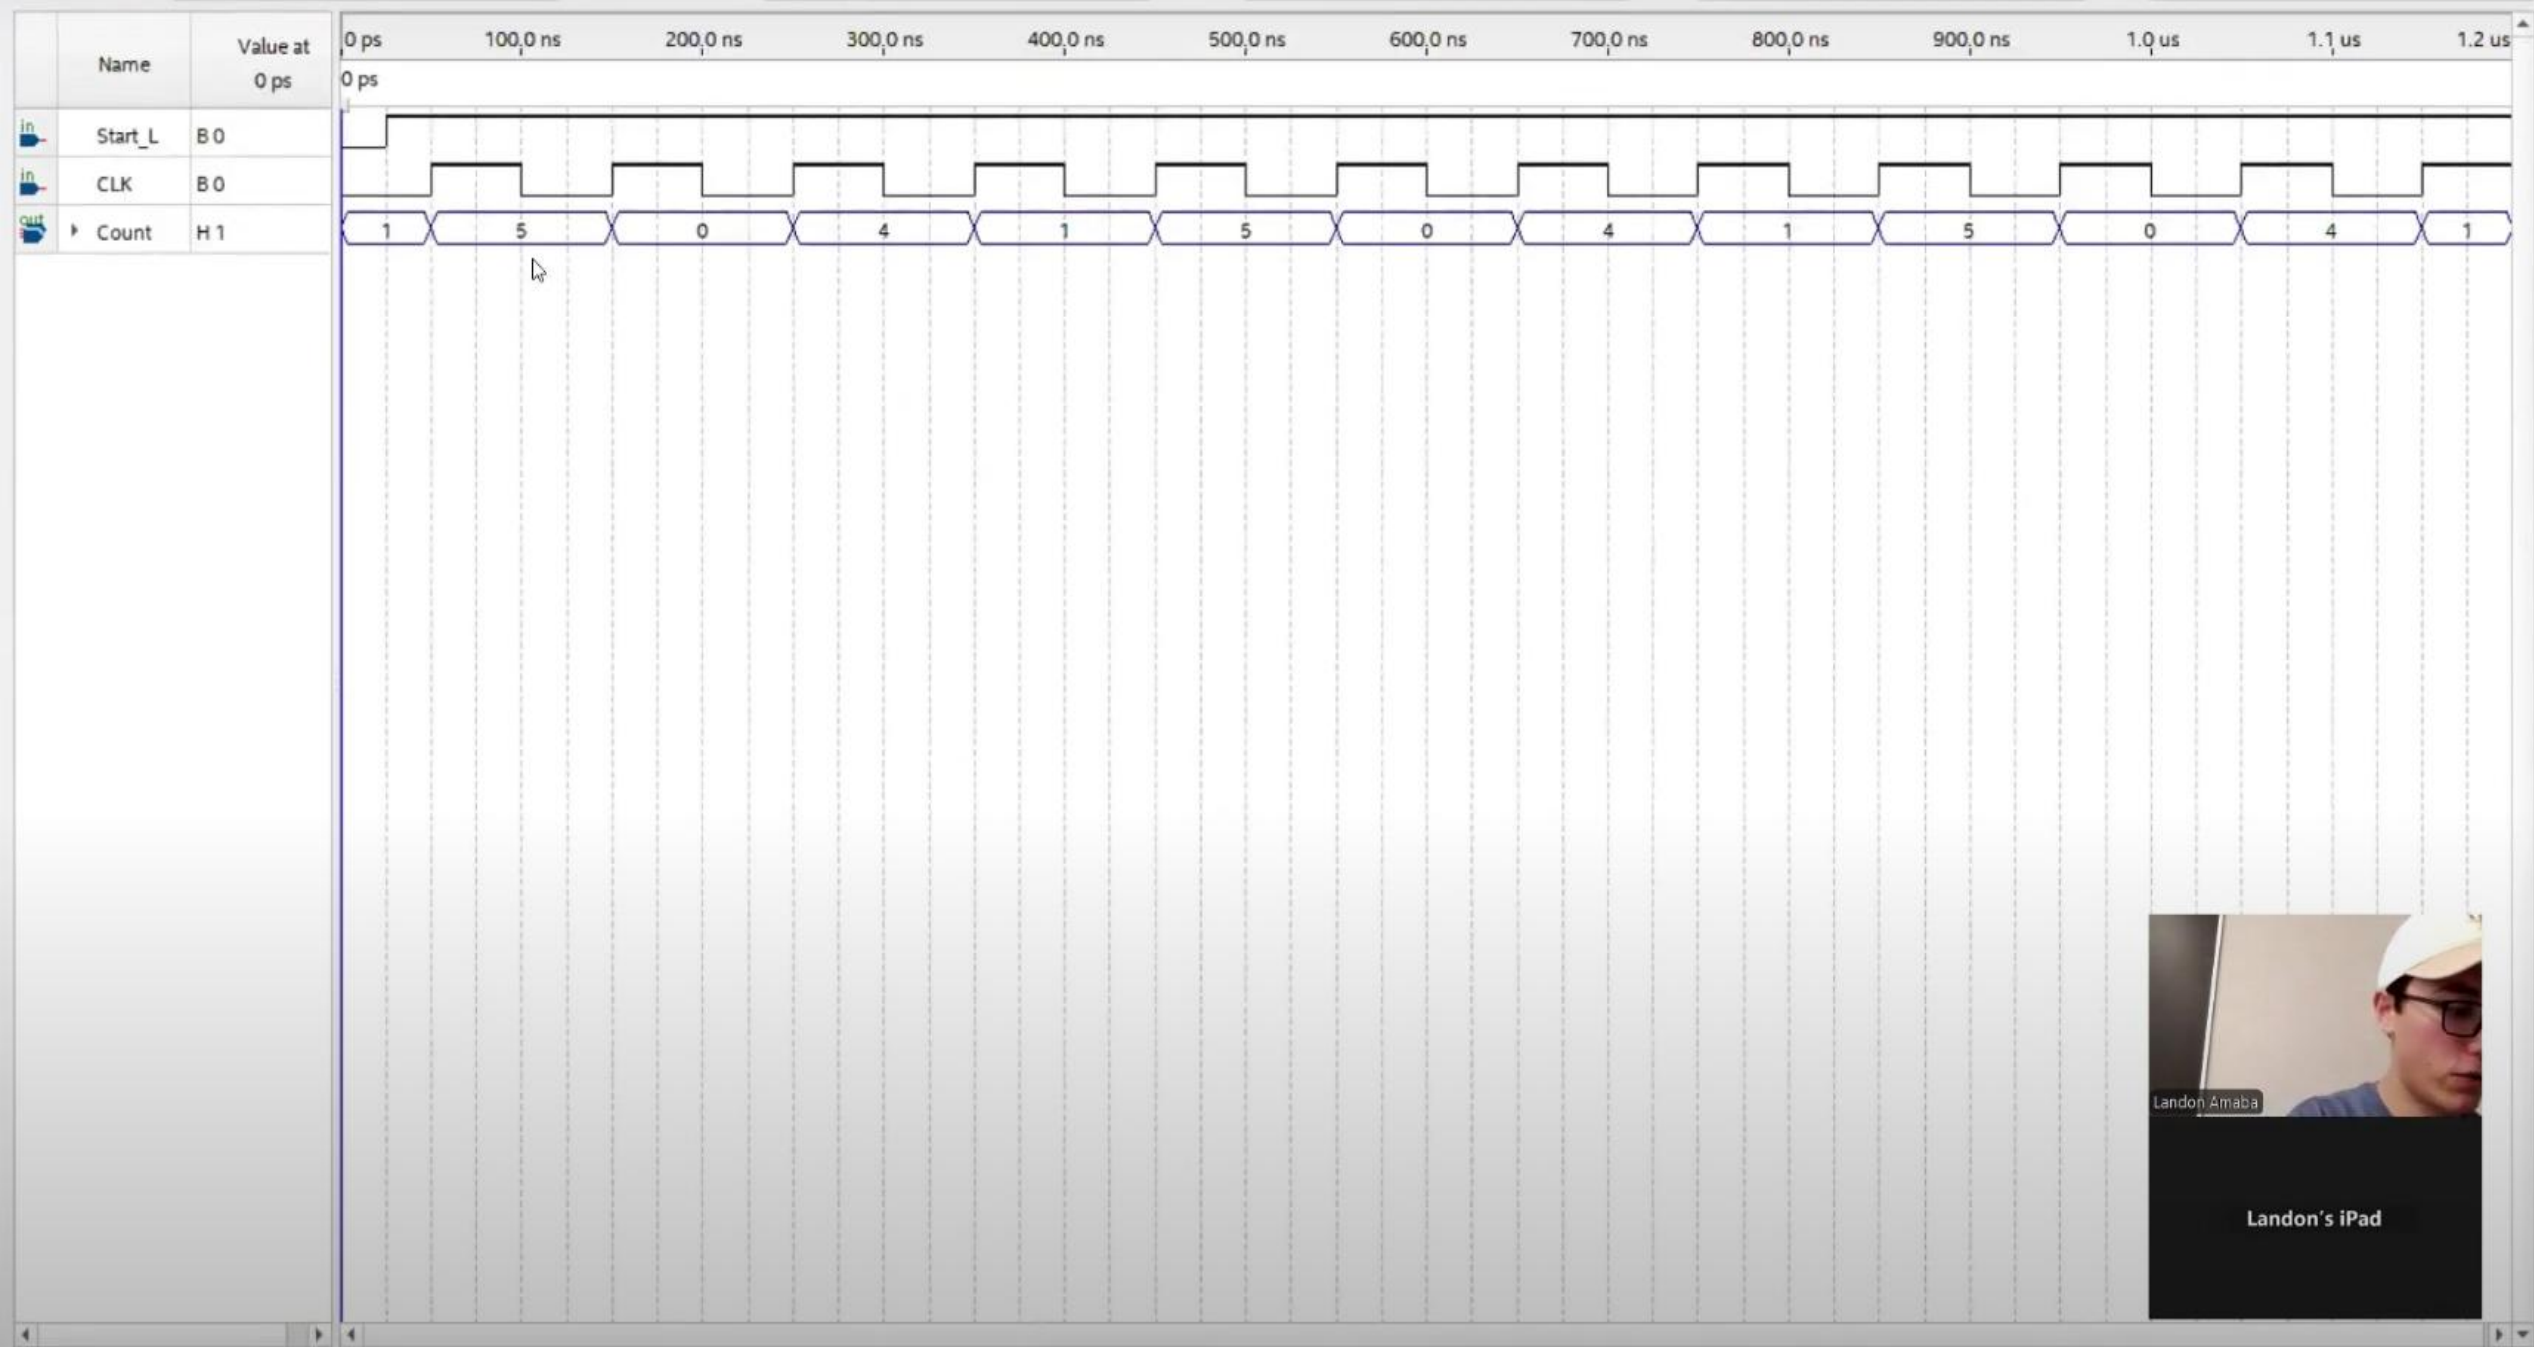 Name
Value at
0 ps
0 ps 100.0 ns 200.0 ns 300.0 ns 400.0 ns 500.0 ns 600.0 ns 700.0 ns 800.0 ns 900.0 ns 1.0 us 1.1 us 1.2 us
0 ps
in Start_L B 0
in CLK B 0
out Count H 1 1 5 0 4 1 5 0 4 1 5 0 4 1
Landon Amaba
Landon's iPad